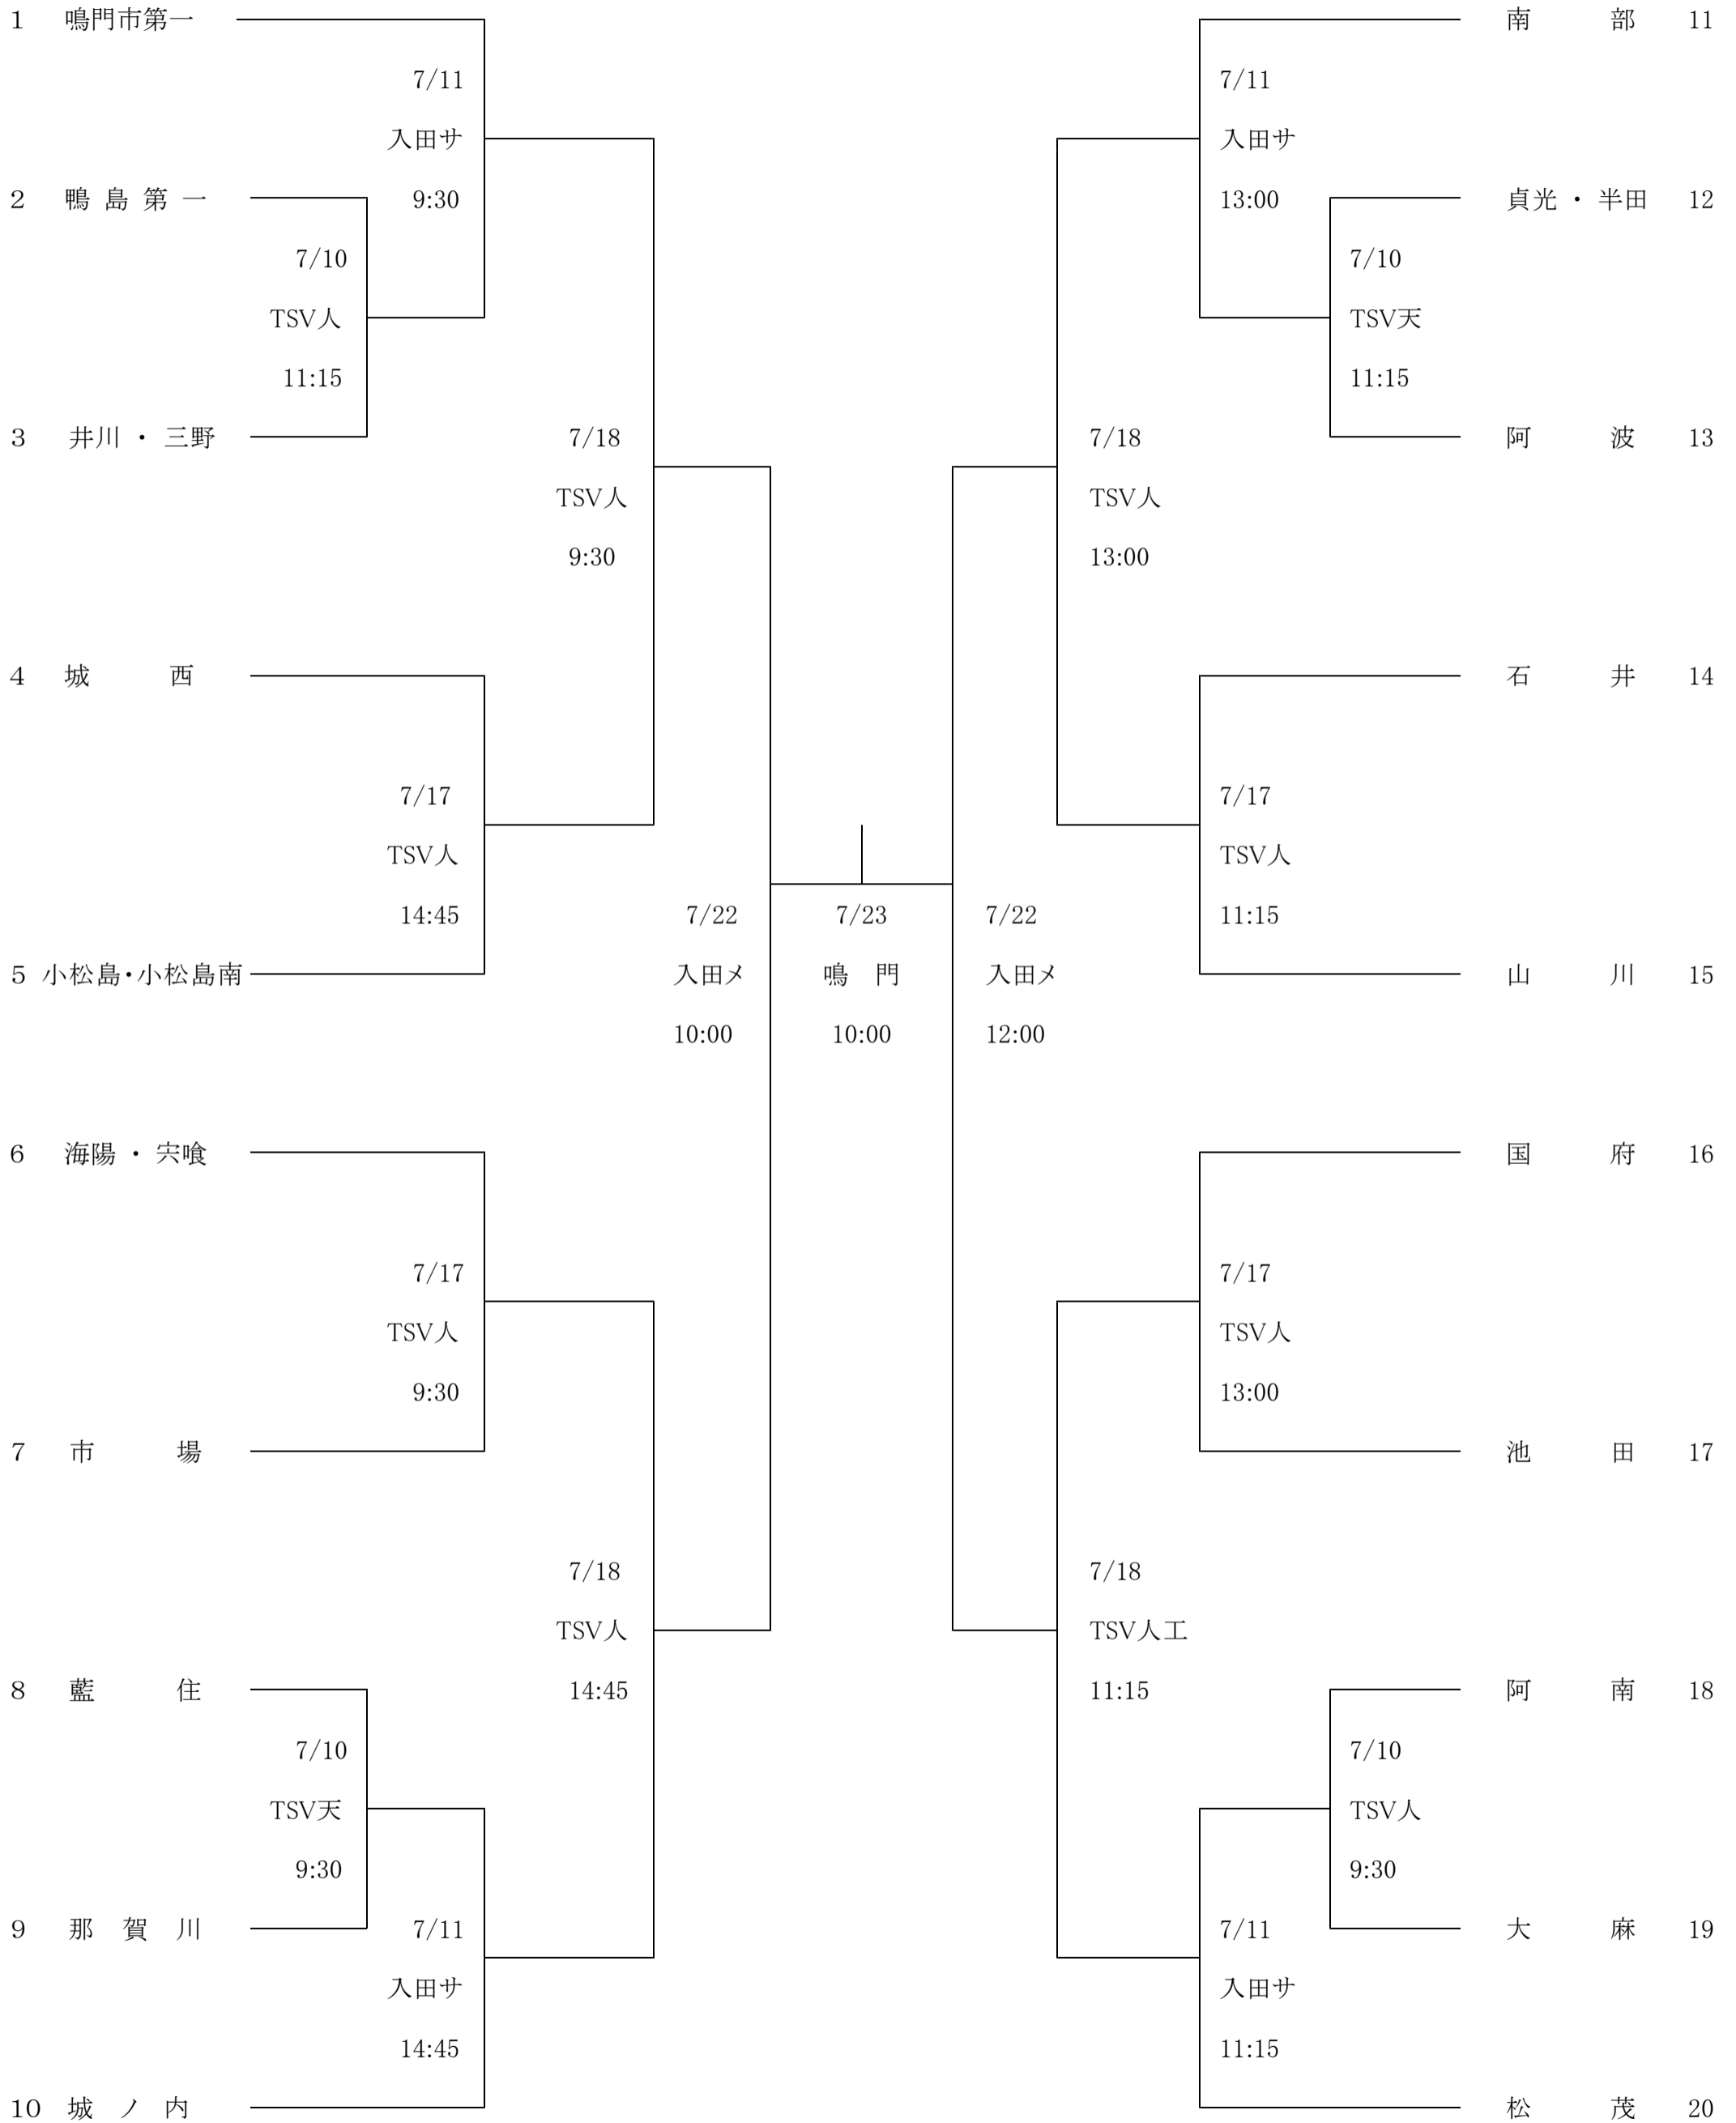 1 鳴門市第一 南 部 11
7/11 7/11
入田サ 入田サ
2 鴨 島 第 一 9:30 13:00 貞光 ・ 半田 12
7/10 7/10
TSV人 TSV天
11:15 11:15
3 井川 ・ 三野 7/18 7/18 阿 波 13
TSV人 TSV人
9:30 13:00
4 城 西 石 井 14
7/17 7/17
TSV人 TSV人
14:45 7/22 7/23 7/22 11:15
5 小松島・小松島南 入田メ 鳴 門 入田メ 山 川 15
10:00 10:00 12:00
6 海陽 ・ 宍喰 国 府 16
7/17 7/17
TSV人 TSV人
9:30 13:00
7 市 場 池 田 17
7/18 7/18
TSV人 TSV人工
8 藍 住 14:45 11:15 阿 南 18
7/10 7/10
TSV天 TSV人
9:30 9:30
9 那 賀 川 7/11 7/11 大 麻 19
入田サ 入田サ
14:45 11:15
10 城 ノ 内 松 茂 20